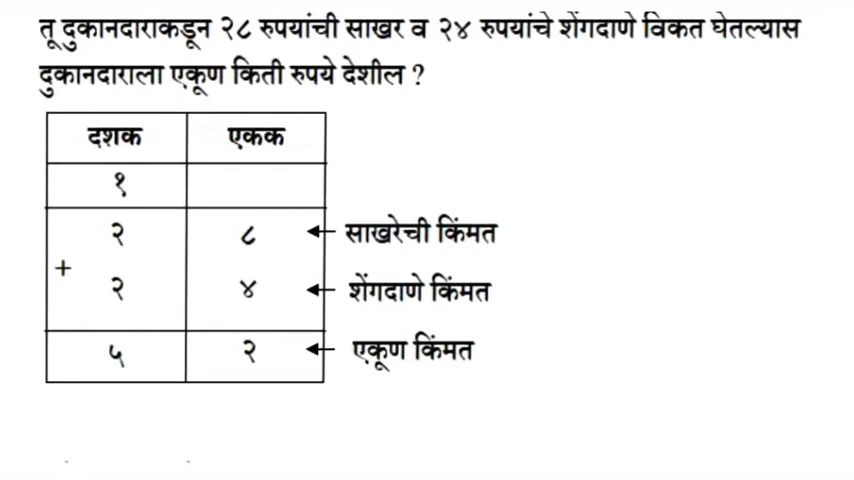 तू दुकानदाराकडून २८ रुपयांची साखर व २४ रुपयांचे शेंगदाणे विकत घेतल्यास
दुकानदाराला एकूण किती रुपये देशील ?
दशक एकक
१
२ ८ ← साखरेची किंमत
+
२ ४ ← शेंगदाणे किंमत
५ २ ← एकूण किंमत